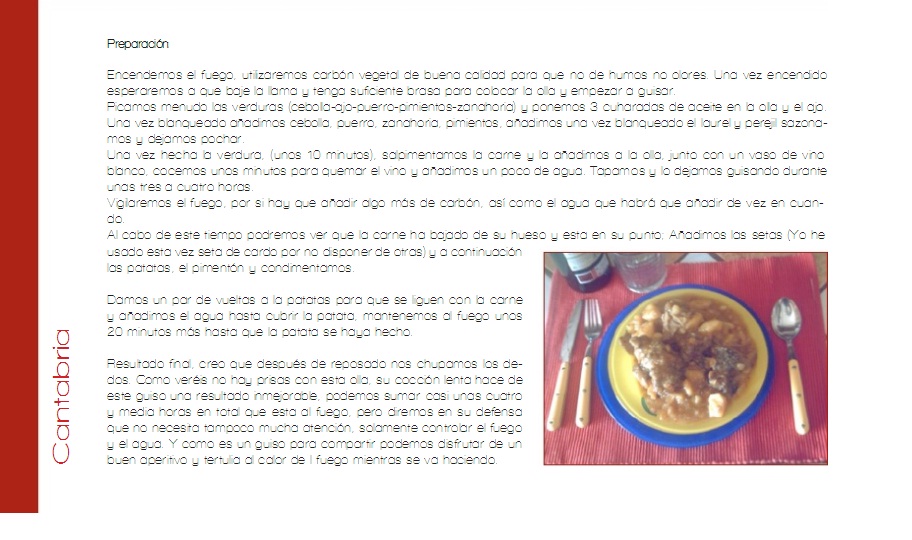 Preparación
Encendemos el fuego, utilizaremos carbón vegetal de buena calidad para que no de humos no olores. Una vez encendido
esperaremos a que baje la llama y tenga suficiente brasa para colocar la olla y empezar a guisar.
Picamos menudo las verduras (cebolla-ajo-puerro-pimientos-zanahoria) y ponemos 3 cuharadas de aceite en la olla y el ajo.
Una vez blanqueado añadimos cebolla, puerro, zanahoria, pimientos, añadimos una vez blanqueado el laurel y perejil sazona-
mos y dejamos pochar.
Una vez hecha la verdura, (unos 10 minutos), salpimentamos la carne y la añadimos a la olla, junto con un vaso de vino
blanco, cocemos unos minutos para quemar el vino y añadimos un poco de agua. Tapamos y lo dejamos guisando durante
unas tres a cuatro horas.
Vigilaremos el fuego, por si hay que añadir algo más de carbón, así como el agua que habrá que añadir de vez en cuan-
do.
Al cabo de este tiempo podremos ver que la carne ha bajado de su hueso y esta en su punto; Añadimos las setas (Yo he
usado esta vez seta de cardo por no disponer de otras) y a continuación
las patatas, el pimentón y condimentamos.
Damos un par de vueltas a la patatas para que se liguen con la carne
y añadimos el agua hasta cubrir la patata, mantenemos al fuego unos
20 minutos más hasta que la patata se haya hecho.
Resultado final, creo que después de reposado nos chupamos los de-
dos. Como veréis no hay prisas con esta olla, su cocción lenta hace de
este guiso una resultado inmejorable, podemos sumar casi unas cuatro
y media horas en total que esta al fuego, pero diremos en su defensa
que no necesita tampoco mucha atención, solamente controlar el fuego
y el agua. Y como es un guiso para compartir podemos disfrutar de un
buen aperitivo y tertulia al calor de l fuego mientras se va haciendo.
Cantabria